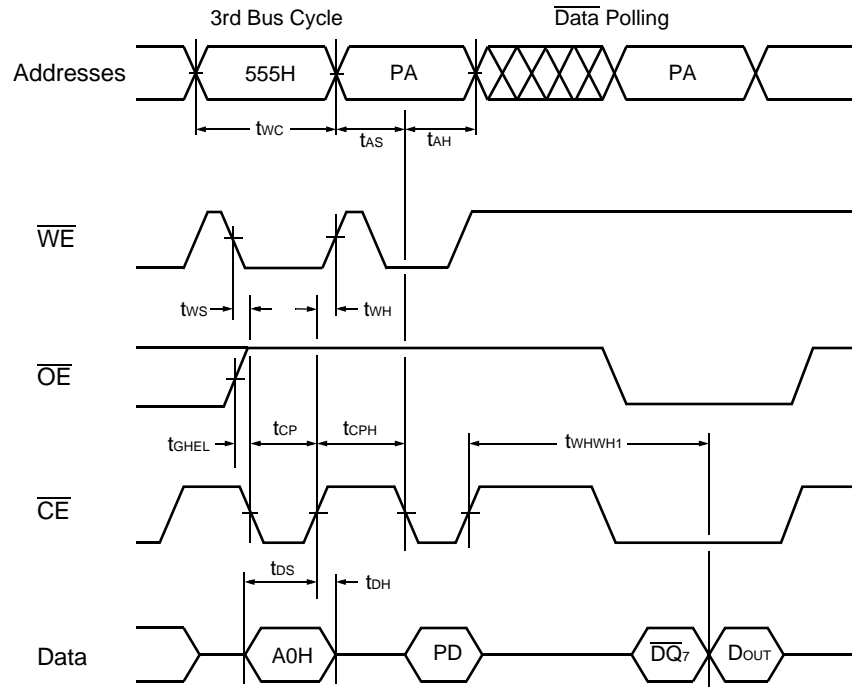 3rd Bus Cycle
Data Polling
Addresses
555H
PA
PA
tWC
tAS
tAH
WE
tWS
tWH
OE
tGHEL
tCP
tCPH
tWHWH1
CE
tDS
tDH
Data
A0H
PD
DQ7
DOUT